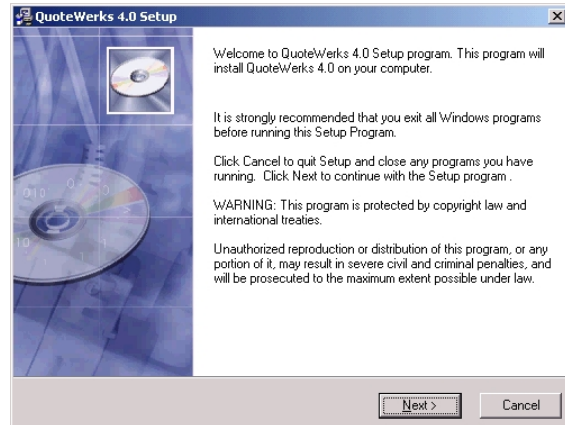 QuoteWerks 4.0 Setup
Welcome to QuoteWerks 4.0 Setup program. This program will
install QuoteWerks 4.0 on your computer.
It is strongly recommended that you exit all Windows programs
before running this Setup Program.
Click Cancel to quit Setup and close any programs you have
running. Click Next to continue with the Setup program .
WARNING: This program is protected by copyright law and
international treaties.
Unauthorized reproduction or distribution of this program, or any
portion of it, may result in severe civil and criminal penalties, and
will be prosecuted to the maximum extent possible under law.
Next > Cancel